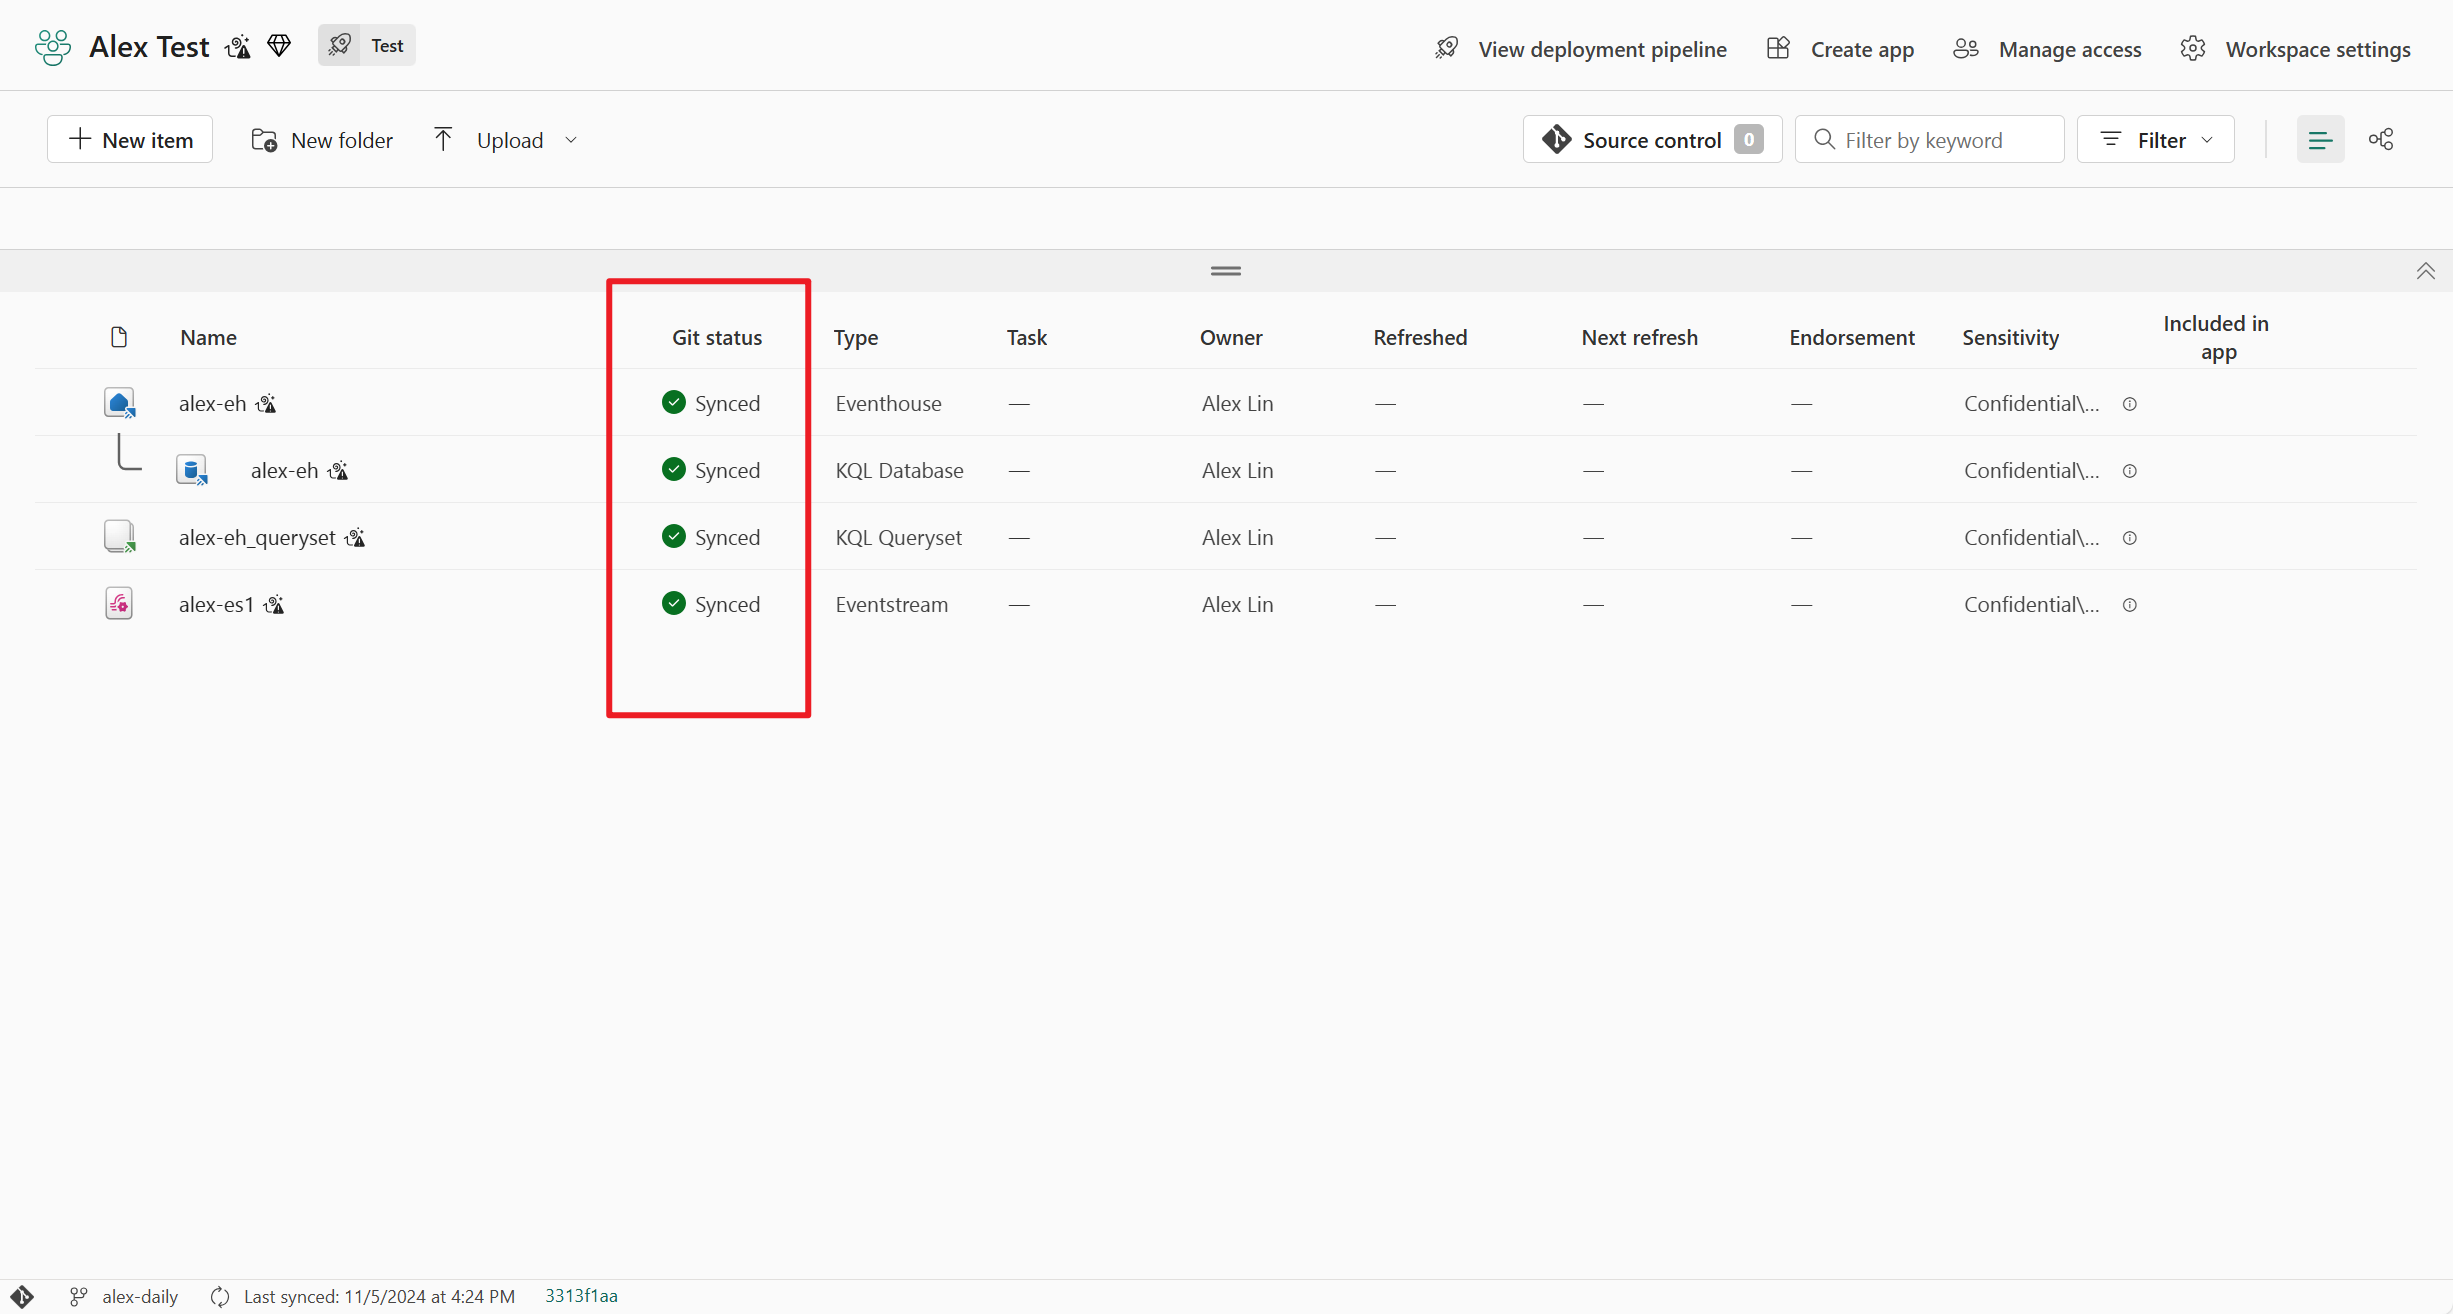 Alex Test
Test
View deployment pipeline
Create app
Manage access
Workspace settings
New item
New folder
Upload
Source control 0
Filter by keyword
Filter
Name Git status Type Task Owner Refreshed Next refresh Endorsement Sensitivity Included in
app
alex-eh Synced Eventhouse — Alex Lin — — — Confidential\...
alex-eh Synced KQL Database — Alex Lin — — — Confidential\...
alex-eh_queryset Synced KQL Queryset — Alex Lin — — — Confidential\...
alex-es1 Synced Eventstream — Alex Lin — — — Confidential\...
alex-daily Last synced: 11/5/2024 at 4:24 PM 3313f1aa